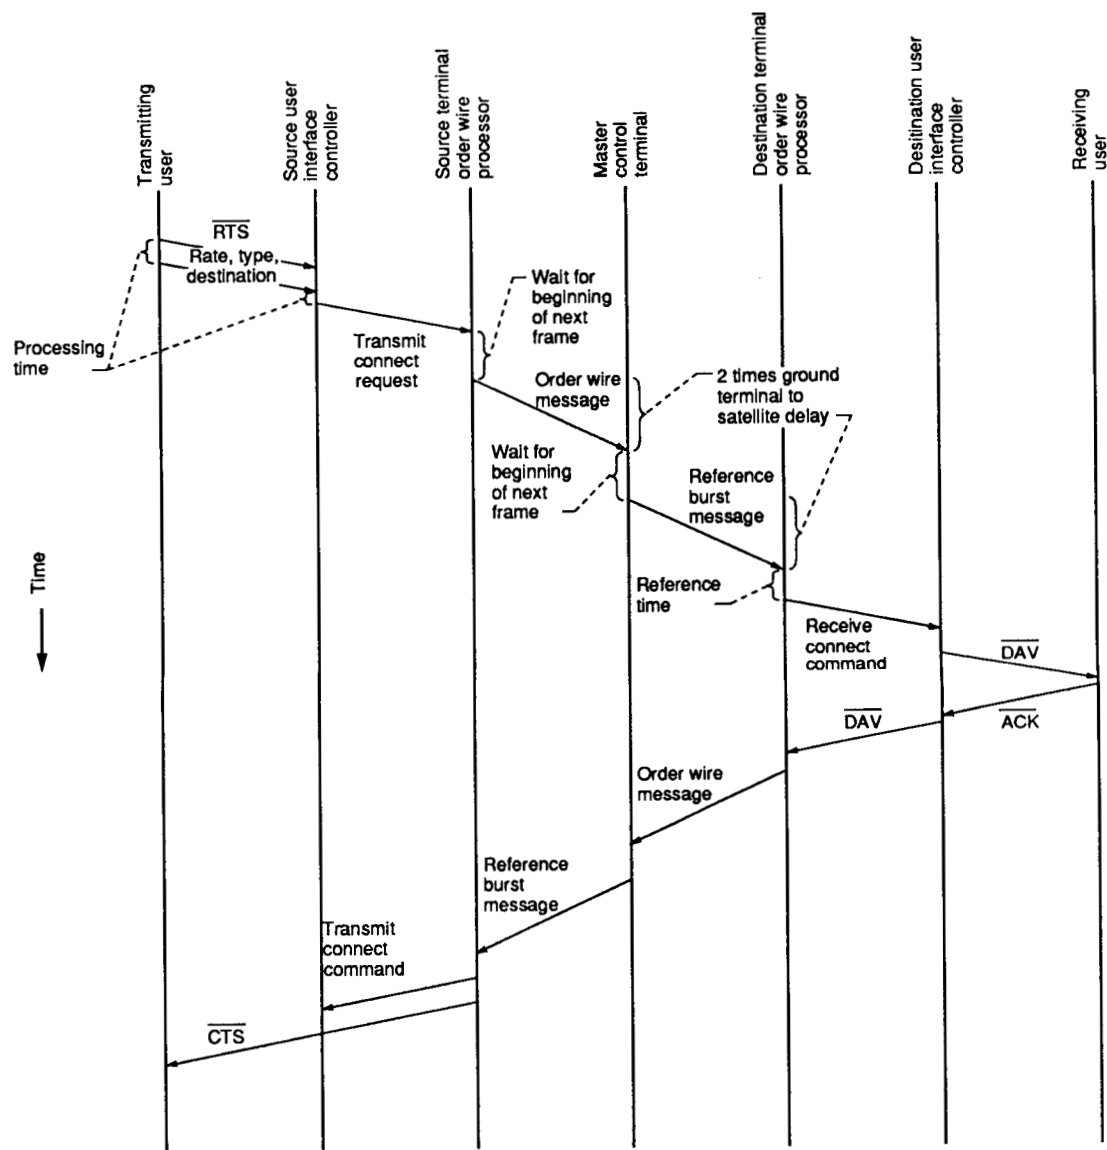 Transmitting
user
Source user
interface
controller
Source terminal
order wire
processor
Master
control
terminal
Destination terminal
order wire
processor
Desitination user
interface
controller
Receiving
user
RTS
Rate, type,
destination
Processing
time
Transmit
connect
request
Wait for
beginning
of next
frame
Order wire
message
2 times ground
terminal to
satellite delay
Wait for
beginning
of next
frame
Reference
burst
message
Time
Reference
time
Receive
connect
command
DAV
ACK
DAV
Order wire
message
Reference
burst
message
Transmit
connect
command
CTS